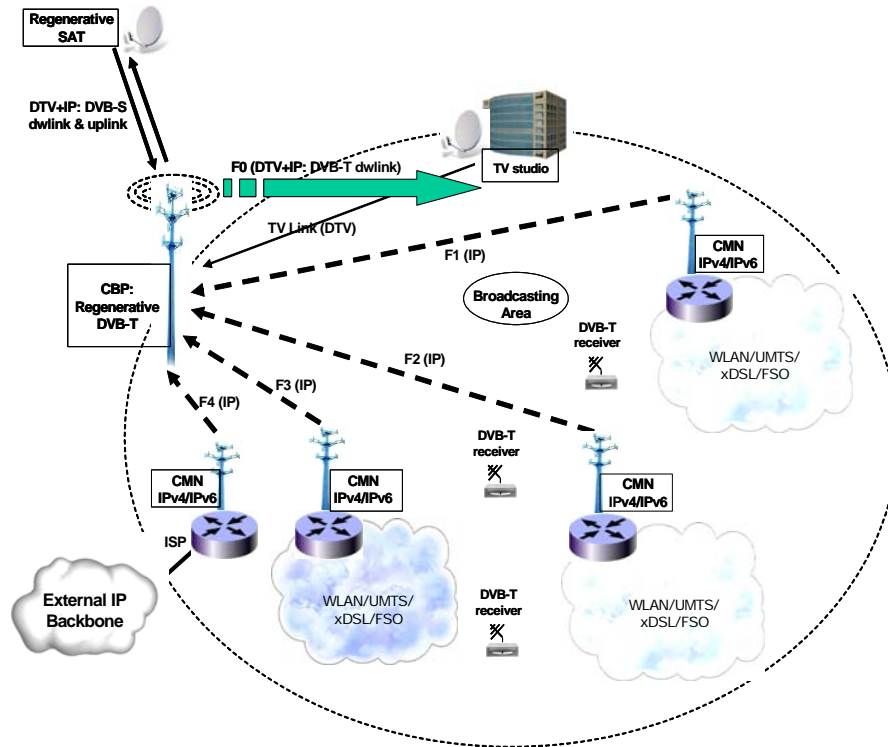 Regenerative
SAT
DTV+IP: DVB-S
dwlink & uplink
F0 (DTV+IP: DVB-T dwlink)
TV studio
TV Link (DTV)
F1 (IP)
CMN
IPv4/IPv6
CBP:
Regenerative
DVB-T
Broadcasting
Area
DVB-T
receiver
WLAN/UMTS/
xDSL/FSO
F2 (IP)
F3 (IP)
F4 (IP)
DVB-T
receiver
CMN
IPv4/IPv6
CMN
IPv4/IPv6
CMN
IPv4/IPv6
ISP
External IP
Backbone
WLAN/UMTS/
xDSL/FSO
DVB-T
receiver
WLAN/UMTS/
xDSL/FSO